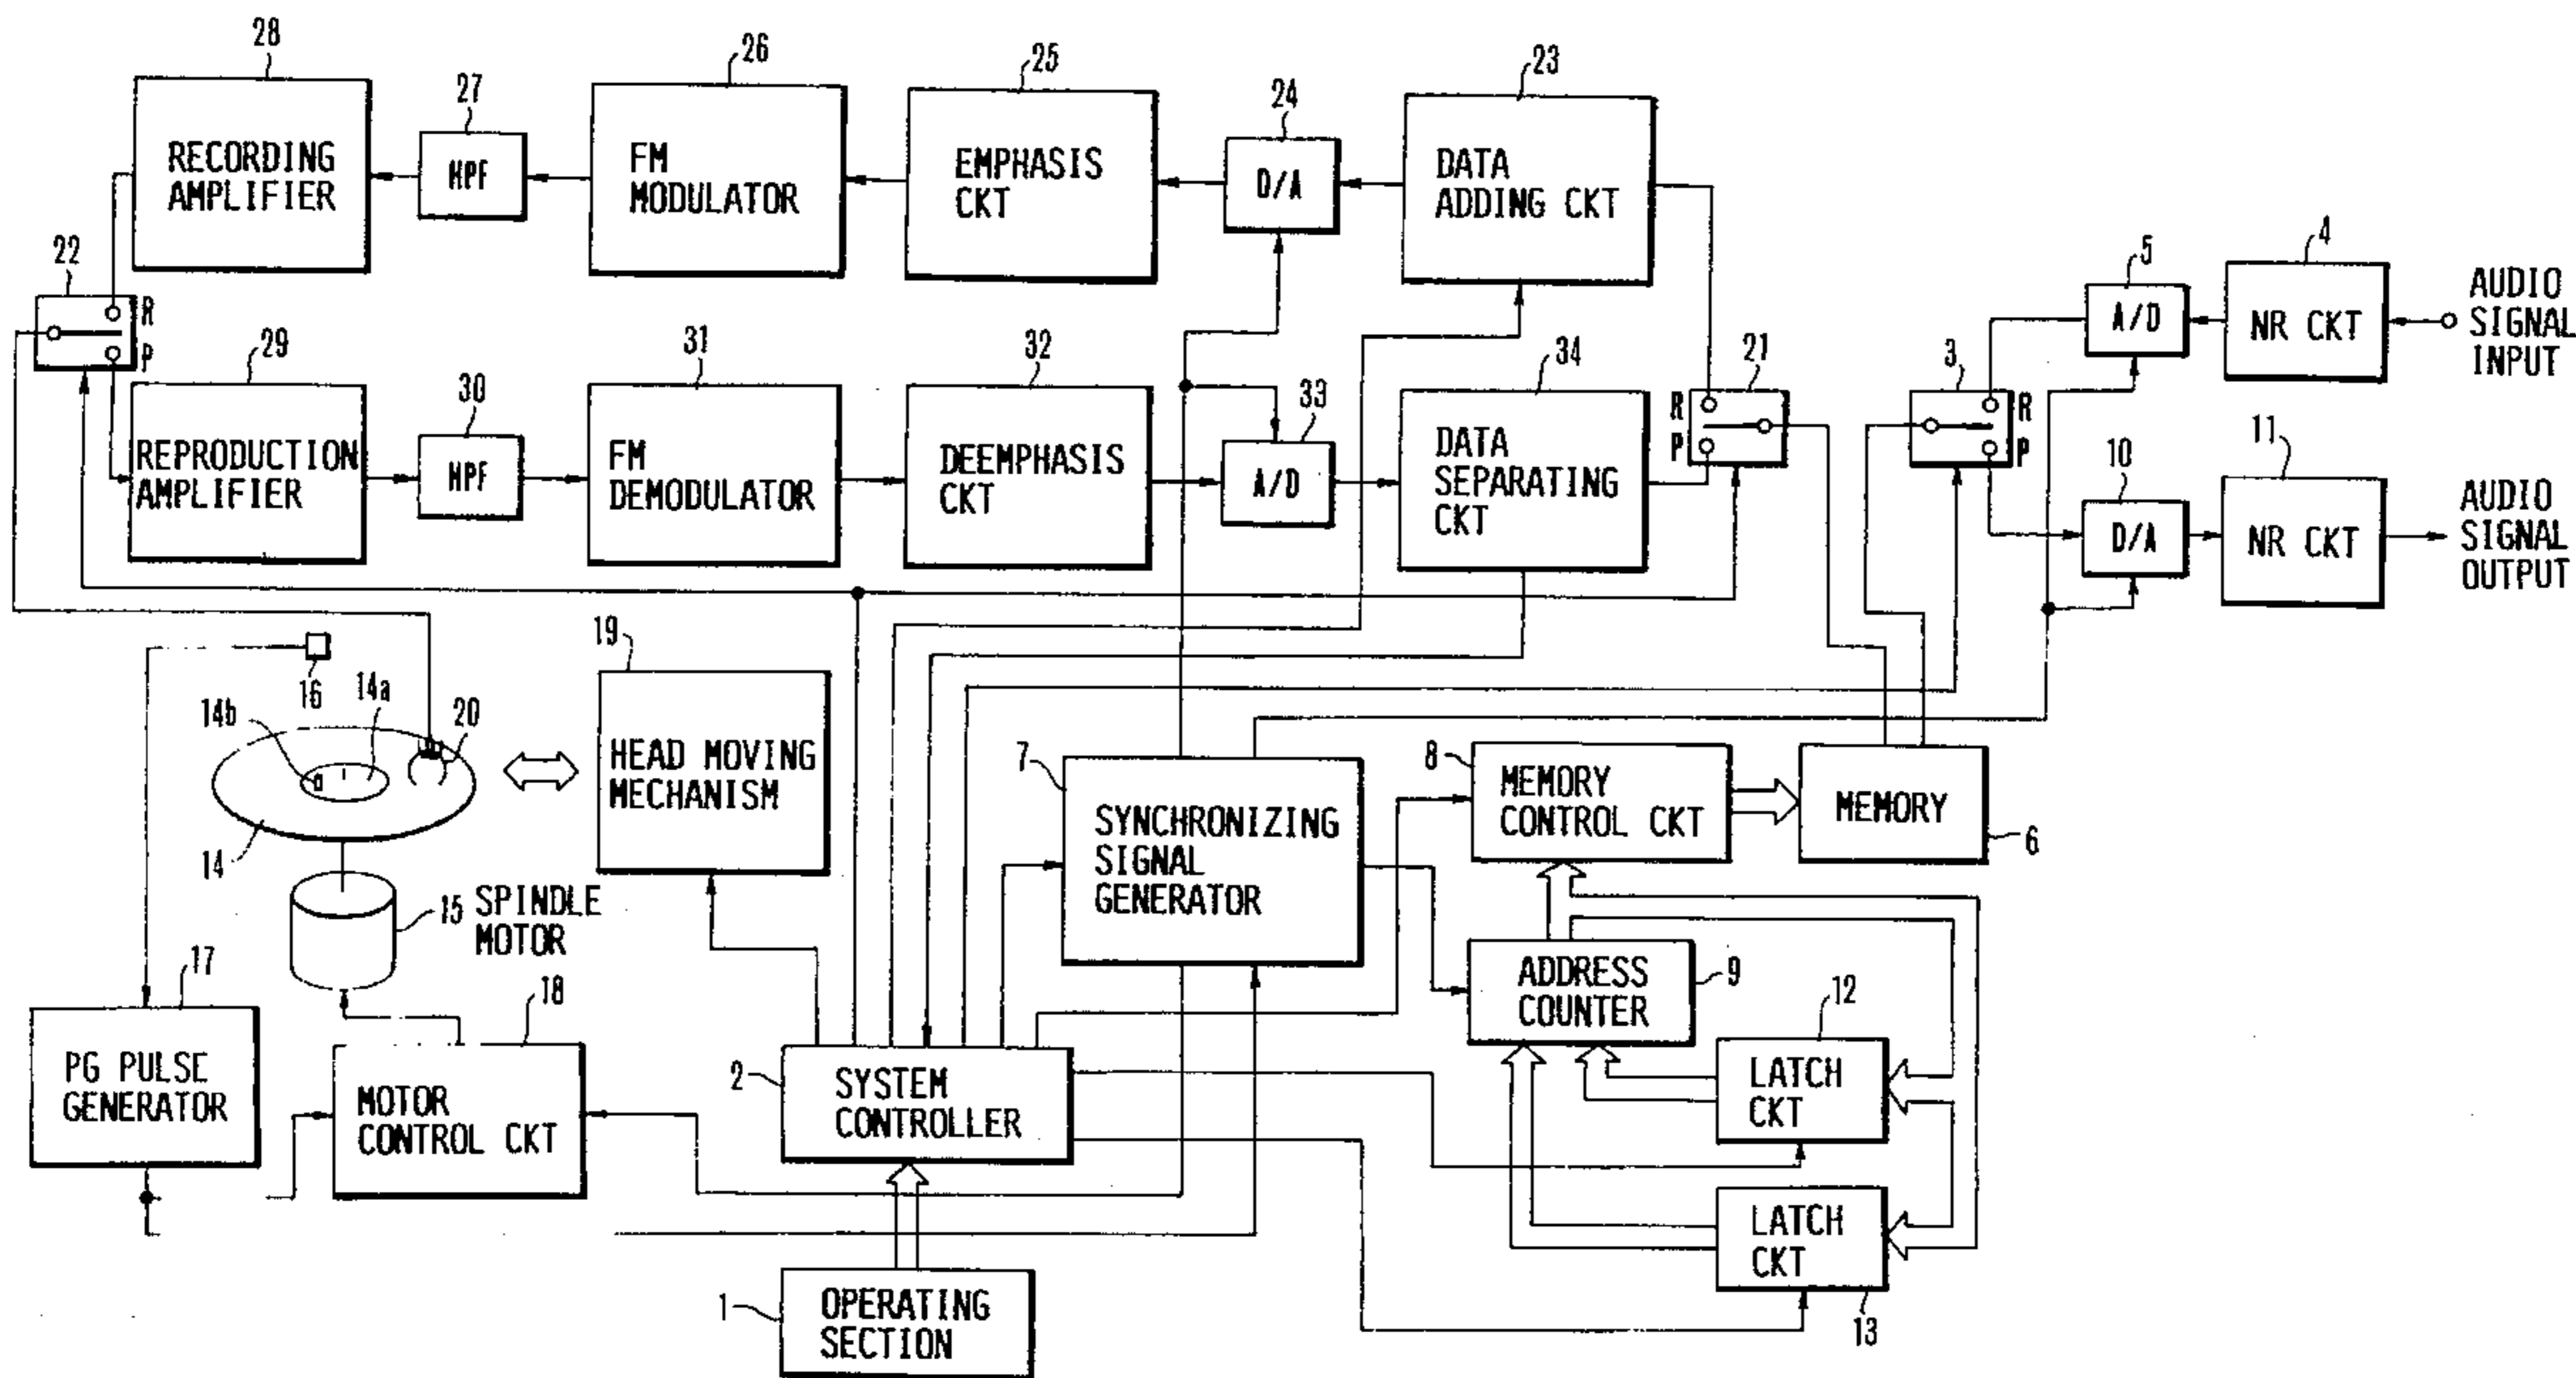 28
26
25
23
27
24
RECORDING
AMPLIFIER
HPF
FM
MODULATOR
EMPHASIS
CKT
D/A
DATA
ADDING CKT
4
5
22
R
P
A/D
NR CKT
AUDIO
SIGNAL
INPUT
29
31
32
34
21
3
30
33
R
P
R
P
REPRODUCTION
AMPLIFIER
HPF
FM
DEMODULATOR
DEEMPHASIS
CKT
A/D
DATA
SEPARATING
CKT
10
11
D/A
NR CKT
AUDIO
SIGNAL
OUTPUT
16
14a
14b
20
19
HEAD MOVING
MECHANISM
7
SYNCHRONIZING
SIGNAL
GENERATOR
8
MEMORY
CONTROL CKT
MEMORY
6
14
15 SPINDLE
MOTOR
17
18
PG PULSE
GENERATOR
MOTOR
CONTROL CKT
2
SYSTEM
CONTROLLER
ADDRESS
COUNTER
9
12
LATCH
CKT
LATCH
CKT
13
1
OPERATING
SECTION